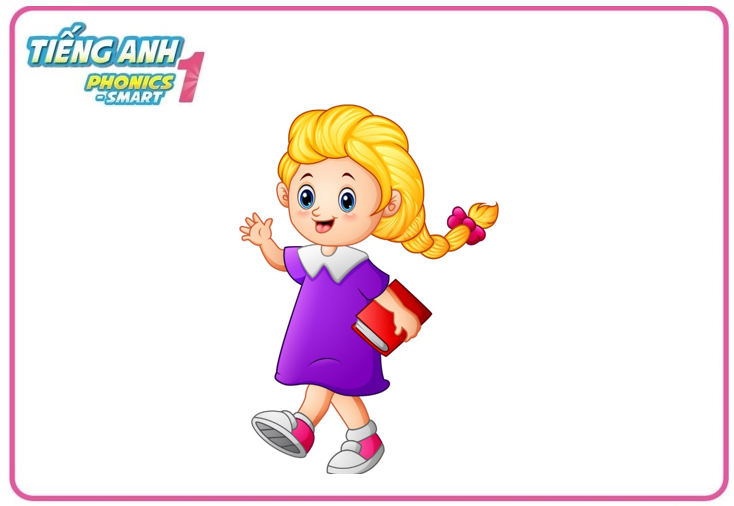 TIẾNG ANH 1
PHONICS
- SMART